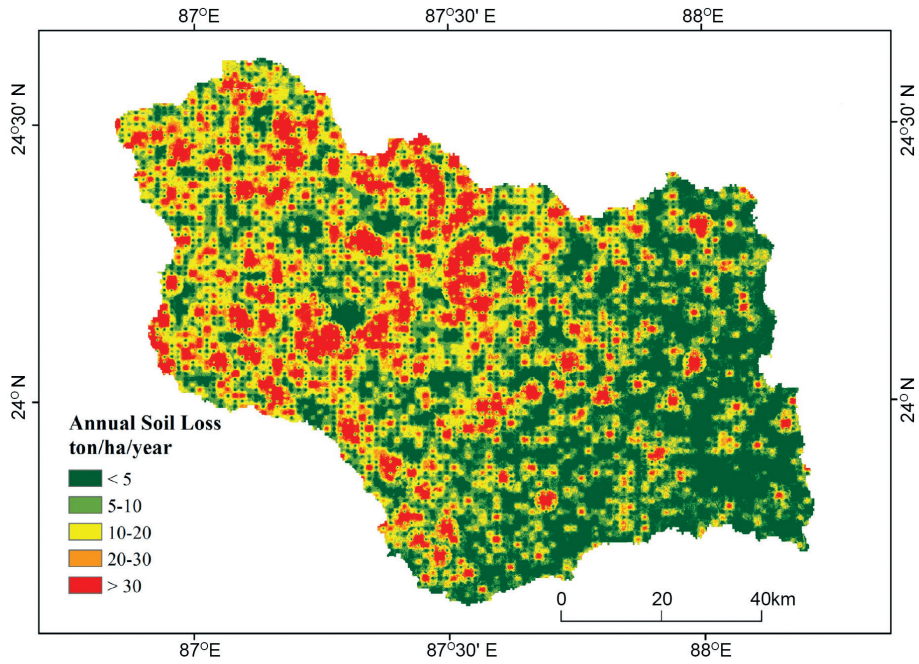 87°E 87°30' E 88°E
24°30' N 24°30' N
24°N 24°N
Annual Soil Loss
ton/ha/year
< 5
5-10
10-20
20-30
> 30
0 20 40km
87°E 87°30' E 88°E